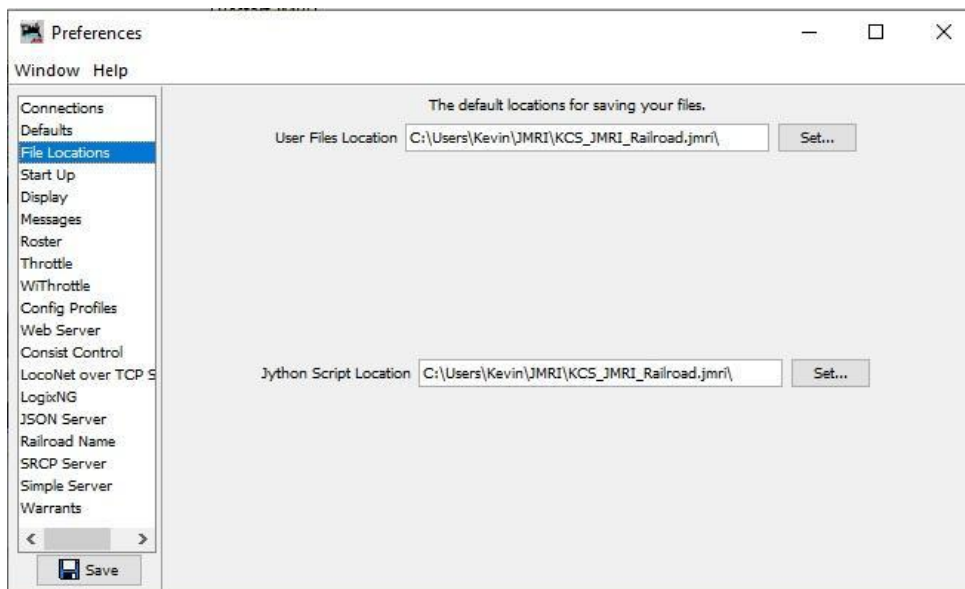 Preferences
Window Help
Connections
Defaults
File Locations
Start Up
Display
Messages
Roster
Throttle
WiThrottle
Config Profiles
Web Server
Consist Control
LocoNet over TCP S
LogixNG
JSON Server
Railroad Name
SRCP Server
Simple Server
Warrants
Save
The default locations for saving your files.
User Files Location C:\Users\Kevin\JMRI\KCS_JMRI_Railroad.jmri\ Set...
Jython Script Location C:\Users\Kevin\JMRI\KCS_JMRI_Railroad.jmri\ Set...